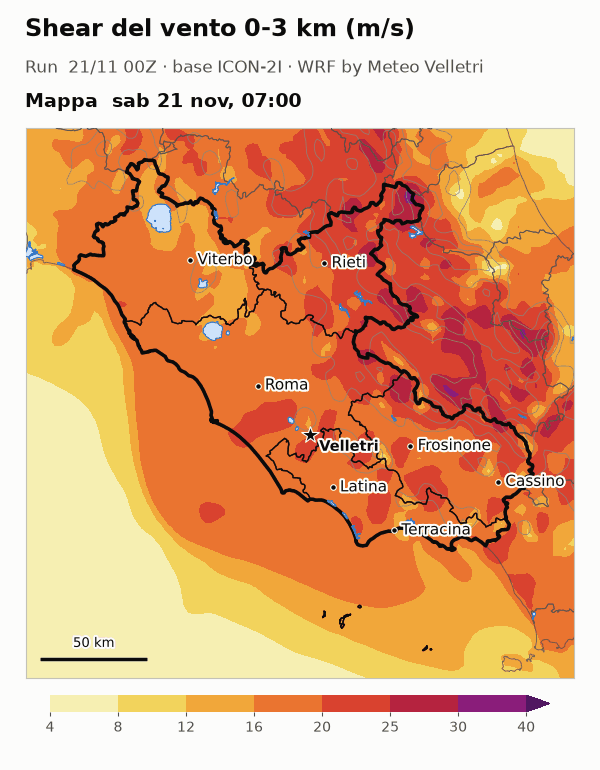 Shear del vento 0-3 km (m/s)
Run  21/11 00Z · base ICON-2I · WRF by Meteo Velletri
Mappa  sab 21 nov, 07:00
Viterbo
Rieti
Roma
Velletri
Frosinone
Cassino
Latina
Terracina
50 km
4 8 12 16 20 25 30 40